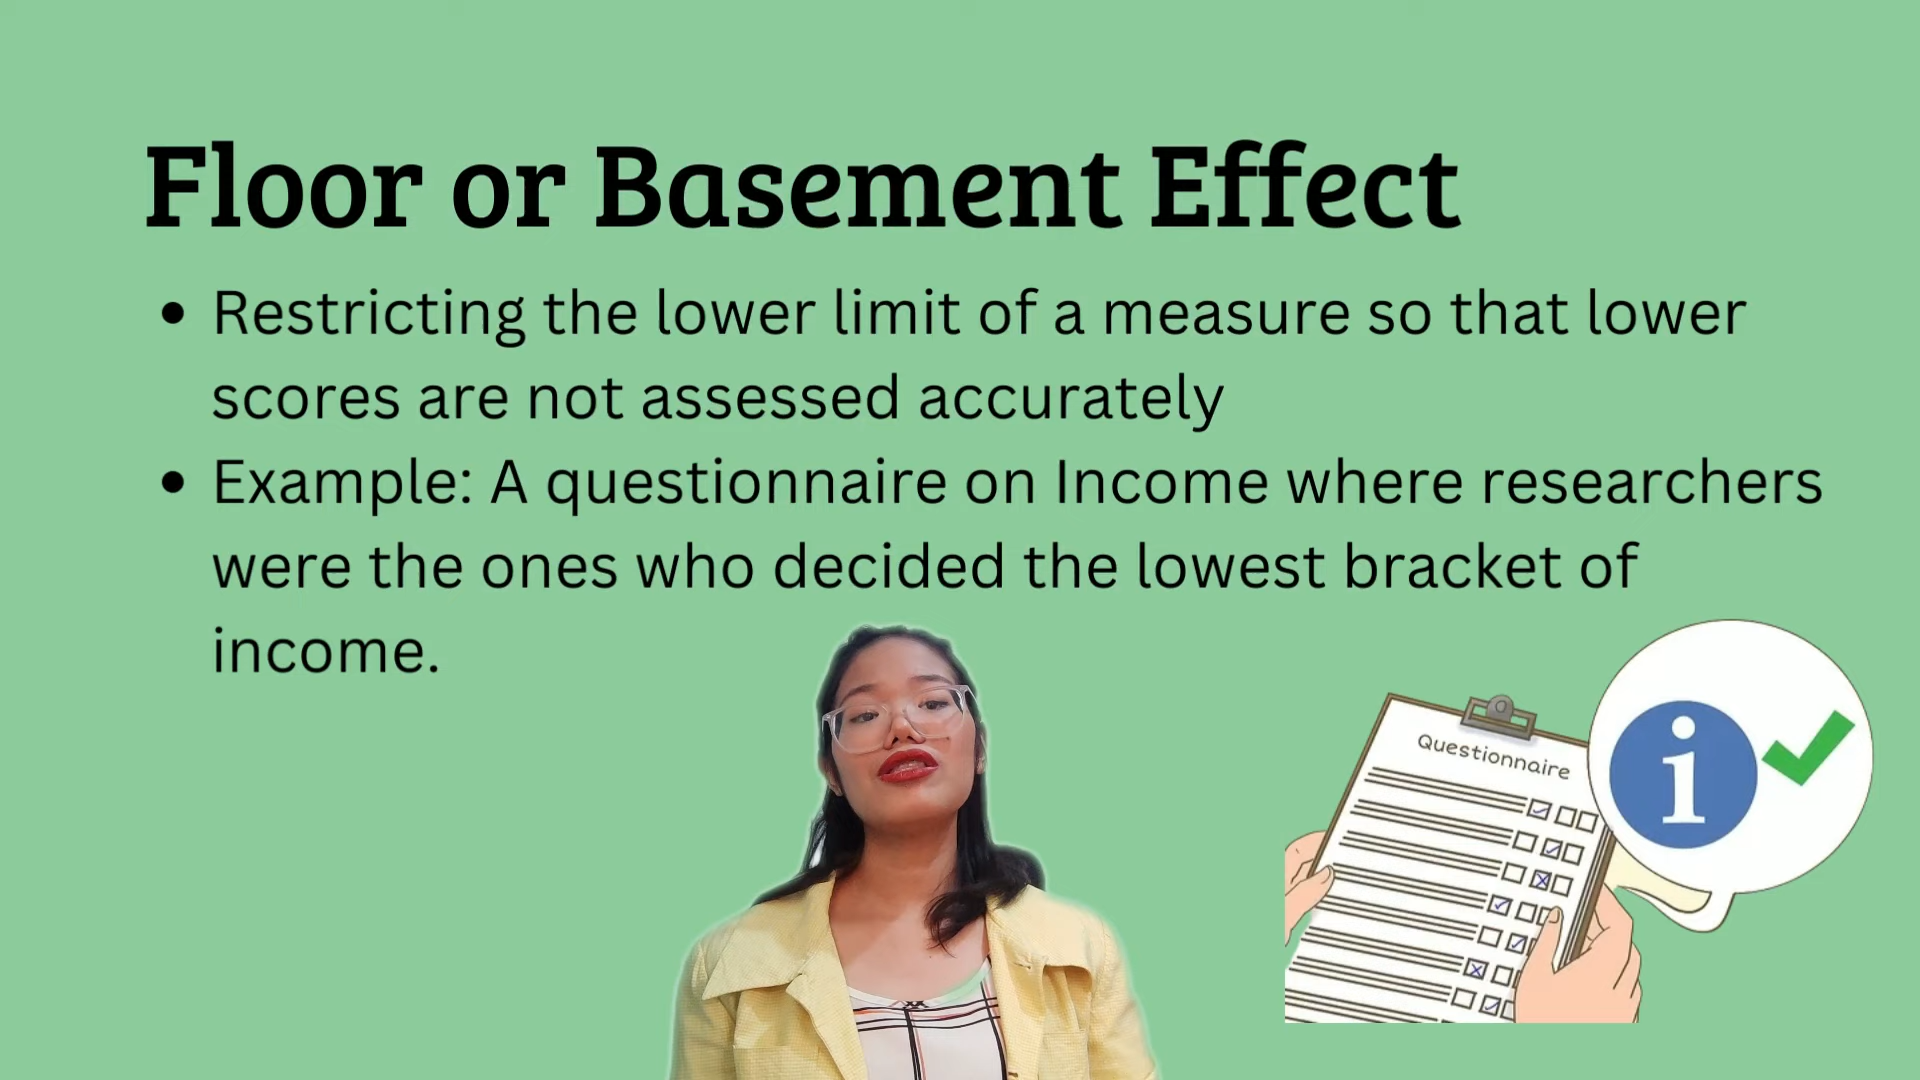 Floor or Basement Effect
• Restricting the lower limit of a measure so that lower
scores are not assessed accurately
• Example: A questionnaire on Income where researchers
were the ones who decided the lowest bracket of
income.
Questionnaire
i